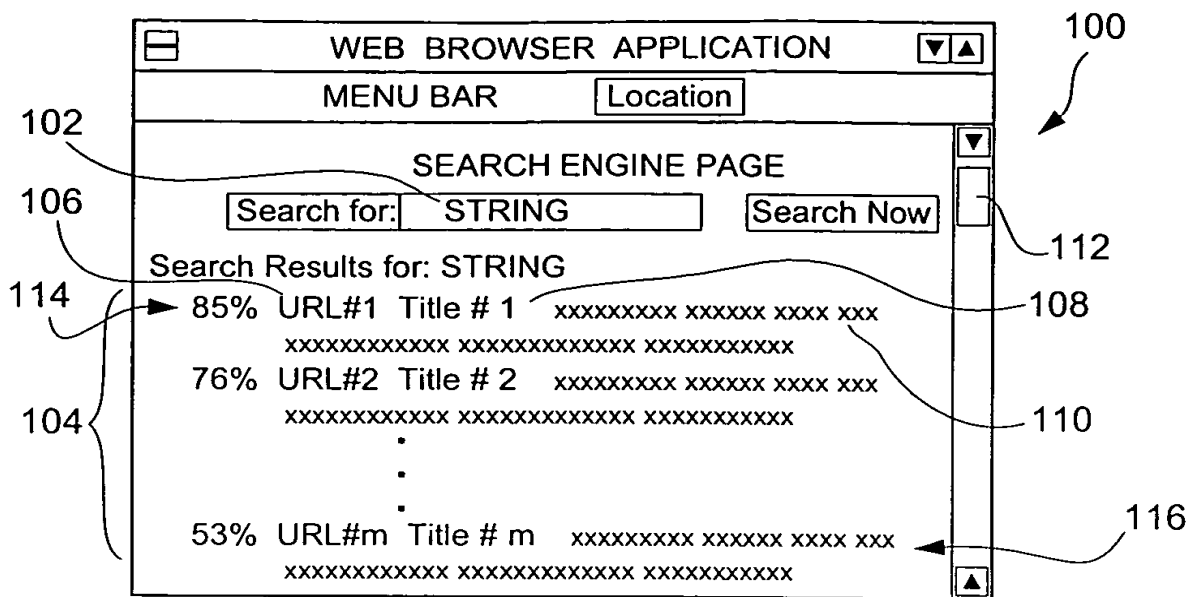 WEB BROWSER APPLICATION
100
MENU BAR Location
102
SEARCH ENGINE PAGE
106
Search for: STRING Search Now
112
Search Results for: STRING
114
85% URL#1 Title # 1 xxxxxxxxx xxxxxx xxxx xxx
108
xxxxxxxxxxxx xxxxxxxxxxxxx xxxxxxxxxxx
76% URL#2 Title # 2 xxxxxxxxx xxxxxx xxxx xxx
104
xxxxxxxxxxxx xxxxxxxxxxxxx xxxxxxxxxxx
110
53% URL#m Title # m xxxxxxxxx xxxxxx xxxx xxx
116
xxxxxxxxxxxx xxxxxxxxxxxxx xxxxxxxxxxx